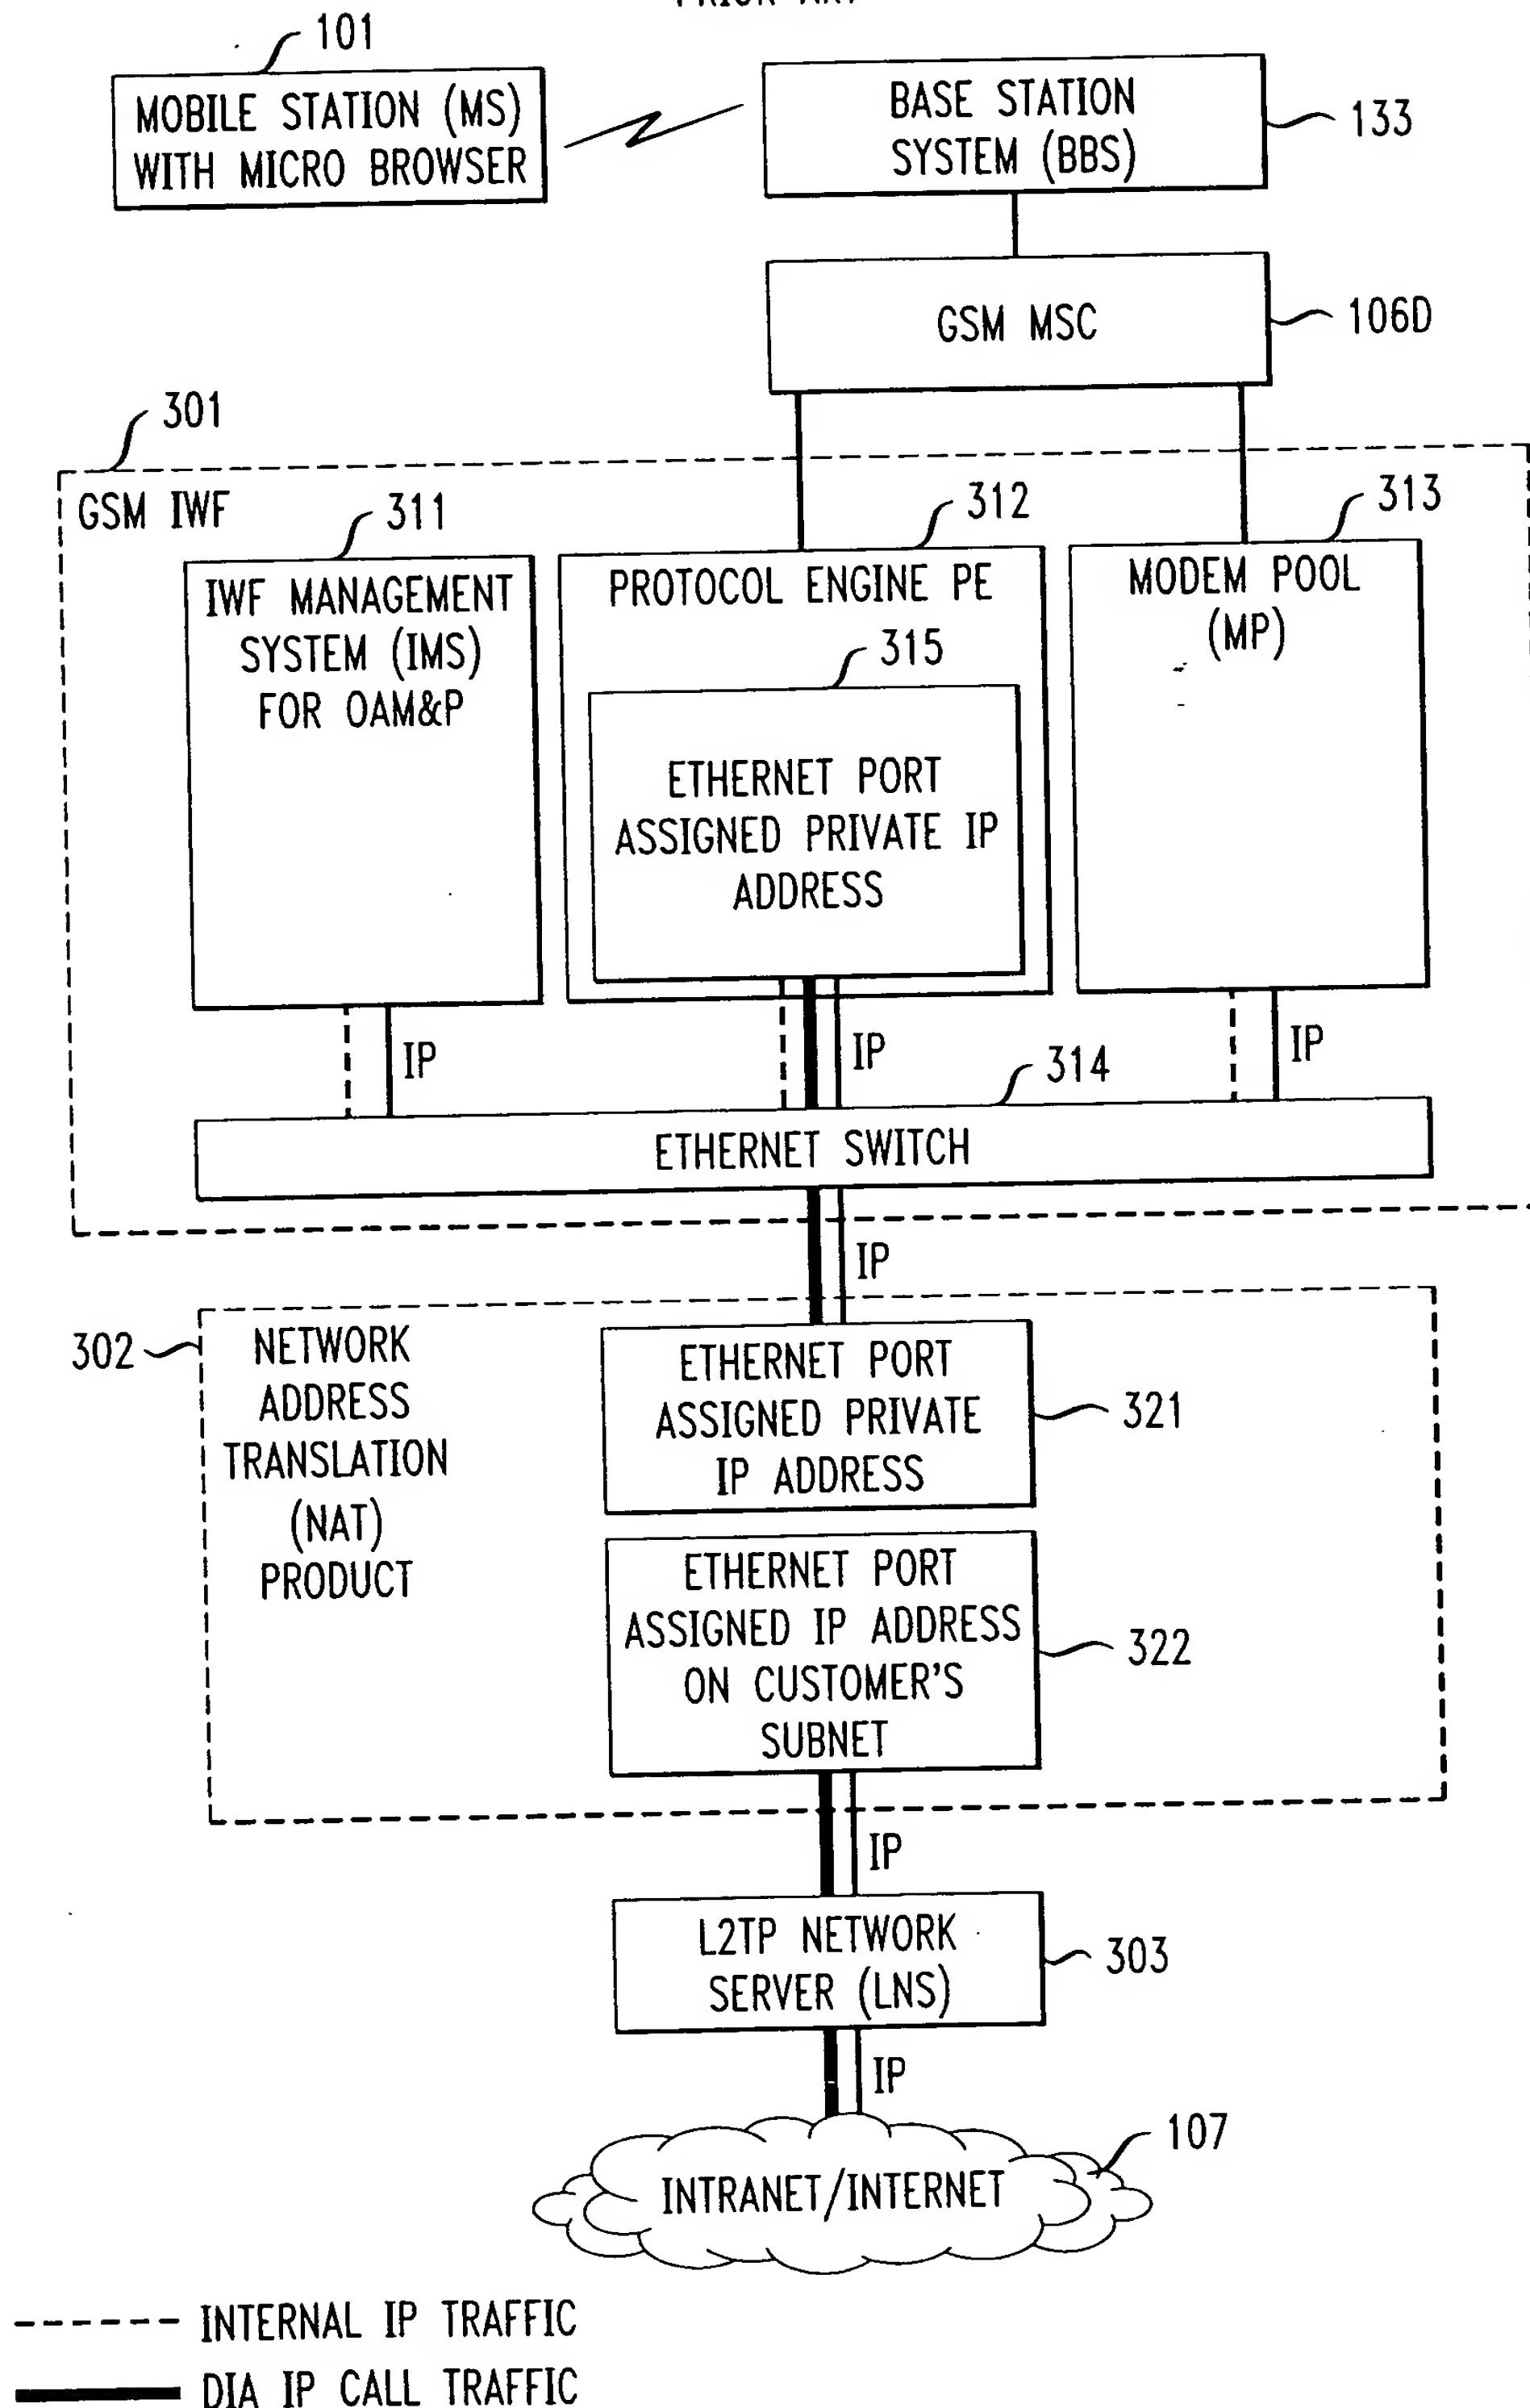 PRIOR ART
101
MOBILE STATION (MS)
WITH MICRO BROWSER
BASE STATION
SYSTEM (BBS)
133
GSM MSC
106D
301
GSM IWF
311
312
313
IWF MANAGEMENT
SYSTEM (IMS)
FOR OAM&P
PROTOCOL ENGINE PE
315
MODEM POOL
(MP)
ETHERNET PORT
ASSIGNED PRIVATE IP
ADDRESS
IP
IP
IP
314
ETHERNET SWITCH
IP
302
NETWORK
ADDRESS
TRANSLATION
(NAT)
PRODUCT
ETHERNET PORT
ASSIGNED PRIVATE
IP ADDRESS
321
ETHERNET PORT
ASSIGNED IP ADDRESS
ON CUSTOMER'S
SUBNET
322
IP
L2TP NETWORK
SERVER (LNS)
303
IP
107
INTRANET/INTERNET
INTERNAL IP TRAFFIC
DIA IP CALL TRAFFIC